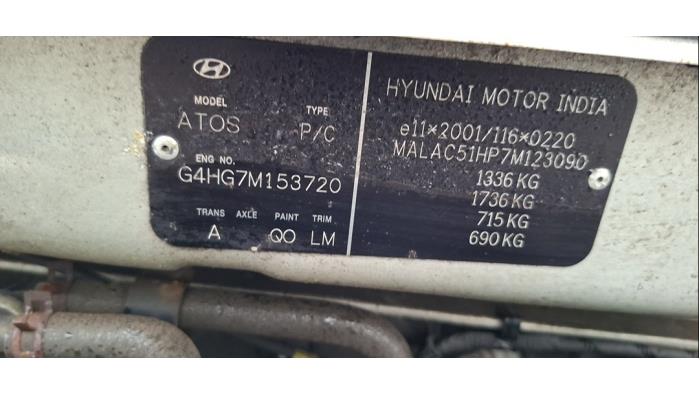 MODEL TYPE
ATOS P/C
ENG NO.
G4HG7M153720
TRANS AXLE PAINT TRIM
A QO LM
HYUNDAI MOTOR INDIA
e11*2001/116*0220
MALAC51HP7M123090
1336 KG
1736 KG
715 KG
690 KG